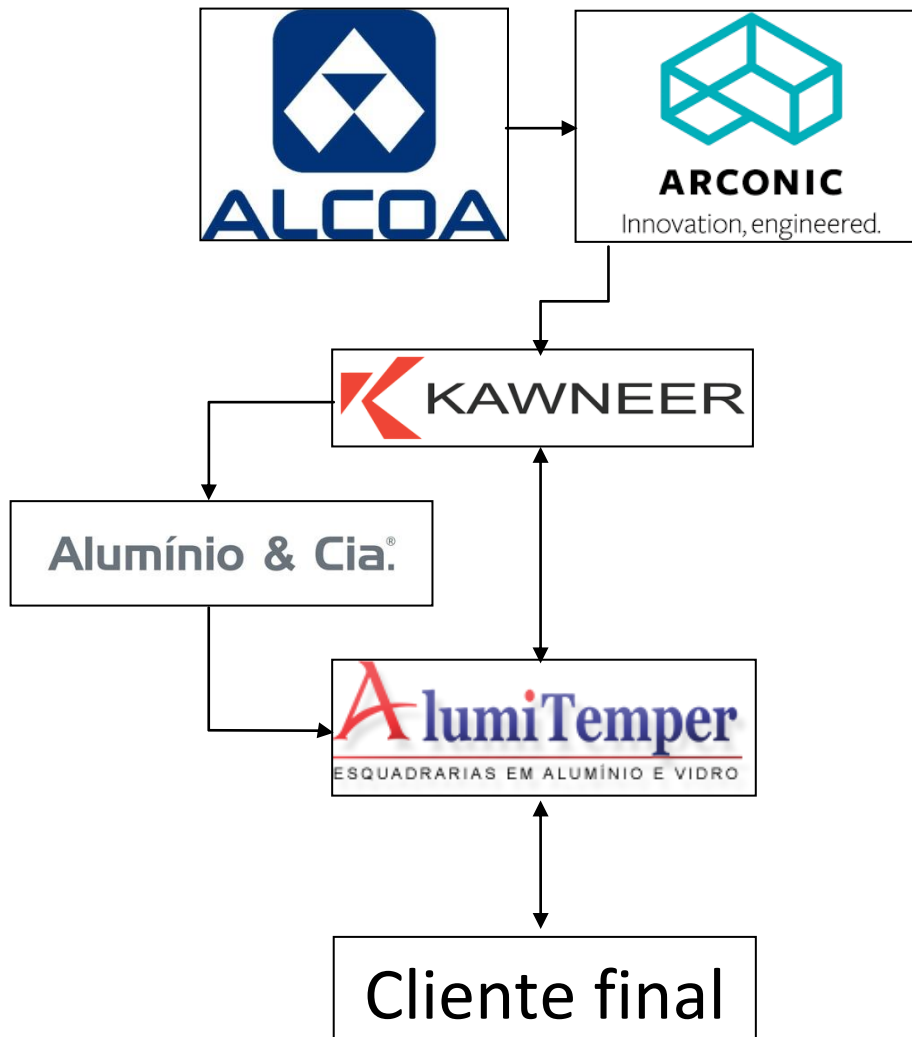 ALCOA
ARCONIC
Innovation, engineered.
KAWNEER
Alumínio & Cia.®
AlumiTemper
ESQUADRARIAS EM ALUMÍNIO E VIDRO
Cliente final